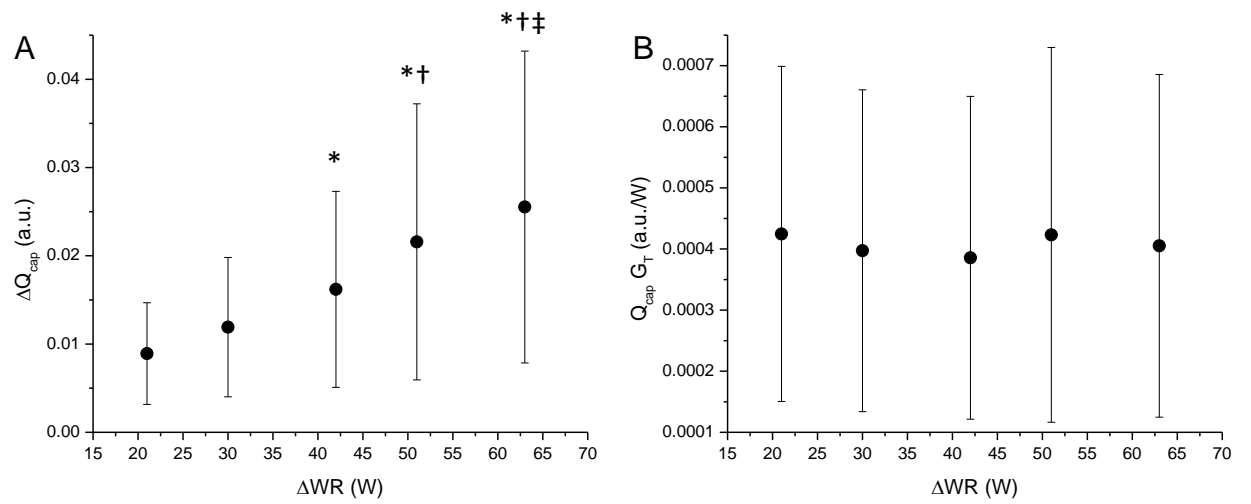 A
*
*†
*†‡
0.04
0.03
0.02
0.01
0.00
ΔQcap (a.u.)
15 20 25 30 35 40 45 50 55 60 65 70
ΔWR (W)
B
0.0007
0.0006
0.0005
0.0004
0.0003
0.0002
0.0001
Qcap GT (a.u./W)
15 20 25 30 35 40 45 50 55 60 65 70
ΔWR (W)